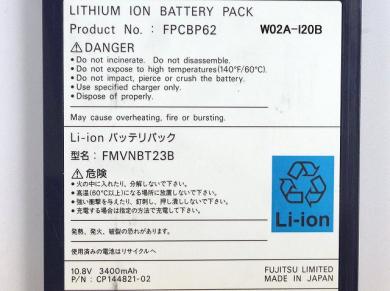 LITHIUM ION BATTERY PACK
Product No. : FPCBP62 W02A-I20B
⚠DANGER
• Do not incinerate. Do not disassemble.
• Do not expose to high temperatures(140°F/60°C).
• Do not impact, pierce or crush the battery.
• Use specified charger only.
• Dispose of properly.
May cause overheating, fire or bursting.
Li-ion バッテリパック
型名: FMVNBT23B
⚠危険
• 火の中に入れたり、分解しないで下さい。
• 高温(60°C以上)になる場所に放置しないで下さい。
• 強い衝撃を与えたり、釘刺し、押し潰ししないで下さい。
• 充電する場合は指定の方法で充電して下さい。
発熱、発火、破裂の恐れがあります。
使用済みの電池はリサイクルへ
Li-ion
10.8V 3400mAh
P/N : CP144821-02
FUJITSU LIMITED
MADE IN JAPAN